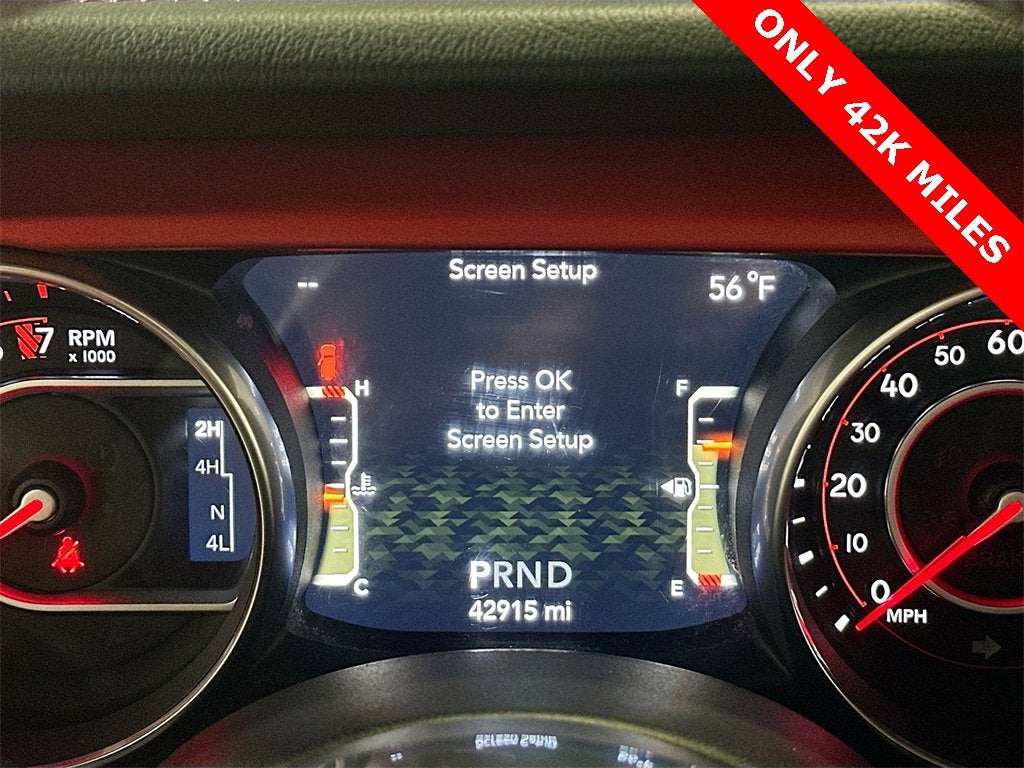 ONLY 42K MILES
Screen Setup
--
56°F
7
RPM
x 1000
H
F
Press OK
to Enter
Screen Setup
2H
4H
N
4L
C
E
PRND
42915 mi
60
50
40
30
20
10
0
MPH